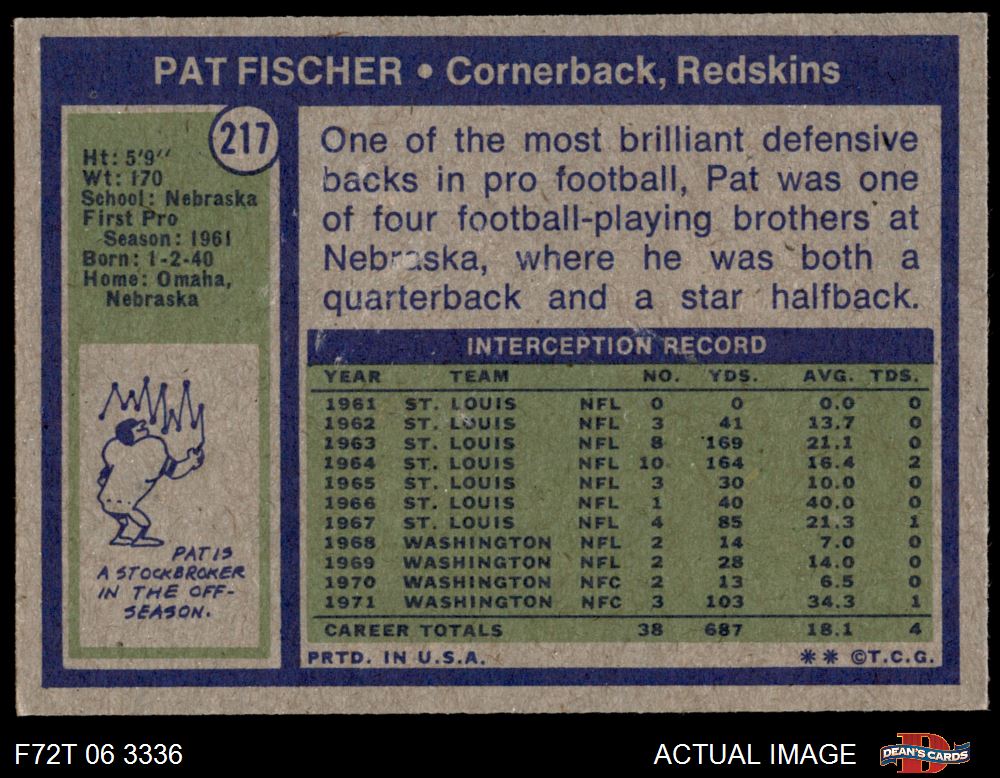 PAT FISCHER • Cornerback, Redskins
217
Ht: 5'9''
Wt: 170
School: Nebraska
First Pro
Season: 1961
Born: 1-2-40
Home: Omaha,
Nebraska
One of the most brilliant defensive
backs in pro football, Pat was one
of four football-playing brothers at
Nebraska, where he was both a
quarterback and a star halfback.
INTERCEPTION RECORD
YEAR TEAM NO. YDS. AVG. TDS.
1961 ST. LOUIS NFL 0 0 0.0 0
1962 ST. LOUIS NFL 3 41 13.7 0
1963 ST. LOUIS NFL 8 169 21.1 0
1964 ST. LOUIS NFL 10 164 16.4 2
1965 ST. LOUIS NFL 3 30 10.0 0
1966 ST. LOUIS NFL 1 40 40.0 0
1967 ST. LOUIS NFL 4 85 21.3 1
1968 WASHINGTON NFL 2 14 7.0 0
1969 WASHINGTON NFL 2 28 14.0 0
1970 WASHINGTON NFC 2 13 6.5 0
1971 WASHINGTON NFC 3 103 34.3 1
CAREER TOTALS 38 687 18.1 4
PAT IS
A STOCKBROKER
IN THE OFF-
SEASON.
PRTD. IN U.S.A. ** ©T.C.G.
F72T 06 3336 ACTUAL IMAGE DEAN'S CARDS